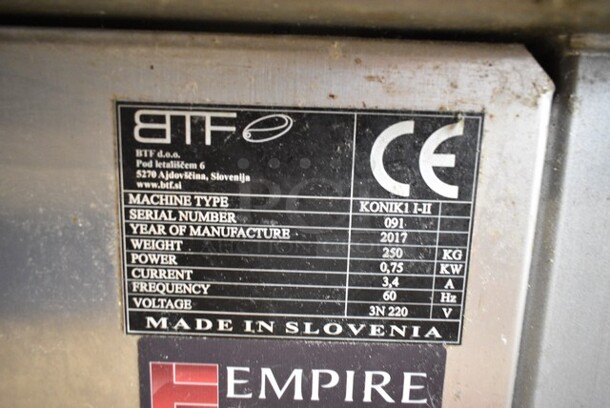 BTF
BTF d.o.o.
Pod letališčem 6
5270 Ajdovščina, Slovenija
www.btf.si
CE
MACHINE TYPE KONIK1 I-II
SERIAL NUMBER 091
YEAR OF MANUFACTURE 2017
WEIGHT 250 KG
POWER 0,75 KW
CURRENT 3,4 A
FREQUENCY 60 Hz
VOLTAGE 3N 220 V
MADE IN SLOVENIA
EMPIRE